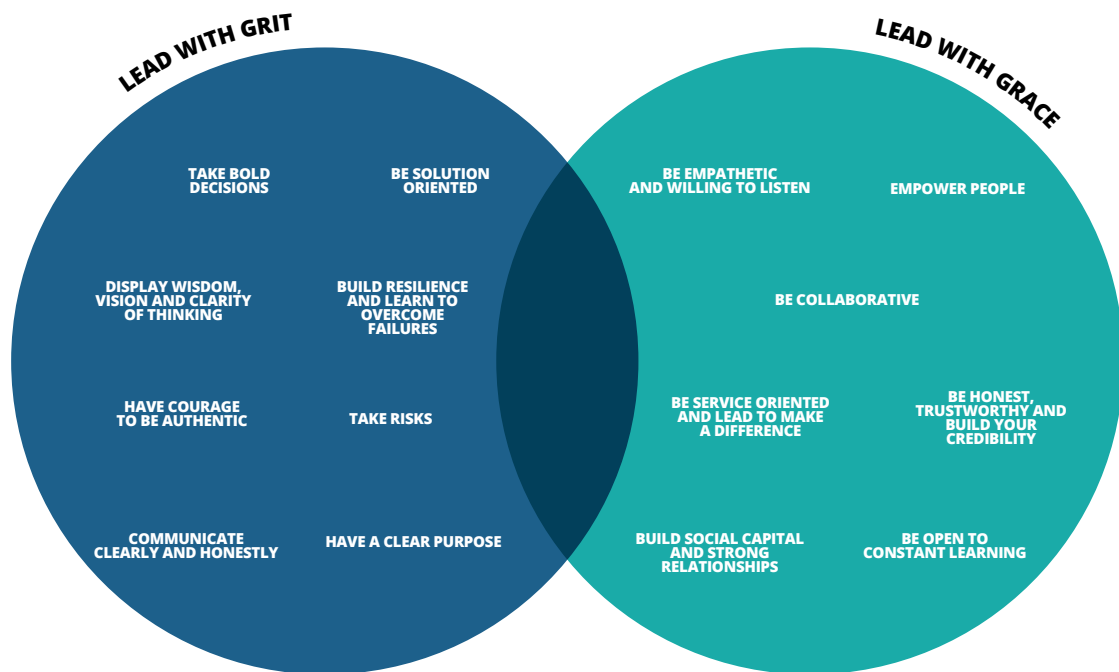 LEAD WITH GRIT
TAKE BOLD
DECISIONS
BE SOLUTION
ORIENTED
DISPLAY WISDOM,
VISION AND CLARITY
OF THINKING
BUILD RESILIENCE
AND LEARN TO
OVERCOME
FAILURES
HAVE COURAGE
TO BE AUTHENTIC
TAKE RISKS
COMMUNICATE
CLEARLY AND HONESTLY
HAVE A CLEAR PURPOSE
LEAD WITH GRACE
BE EMPATHETIC
AND WILLING TO LISTEN
EMPOWER PEOPLE
BE COLLABORATIVE
BE SERVICE ORIENTED
AND LEAD TO MAKE
A DIFFERENCE
BE HONEST,
TRUSTWORTHY AND
BUILD YOUR
CREDIBILITY
BUILD SOCIAL CAPITAL
AND STRONG
RELATIONSHIPS
BE OPEN TO
CONSTANT LEARNING